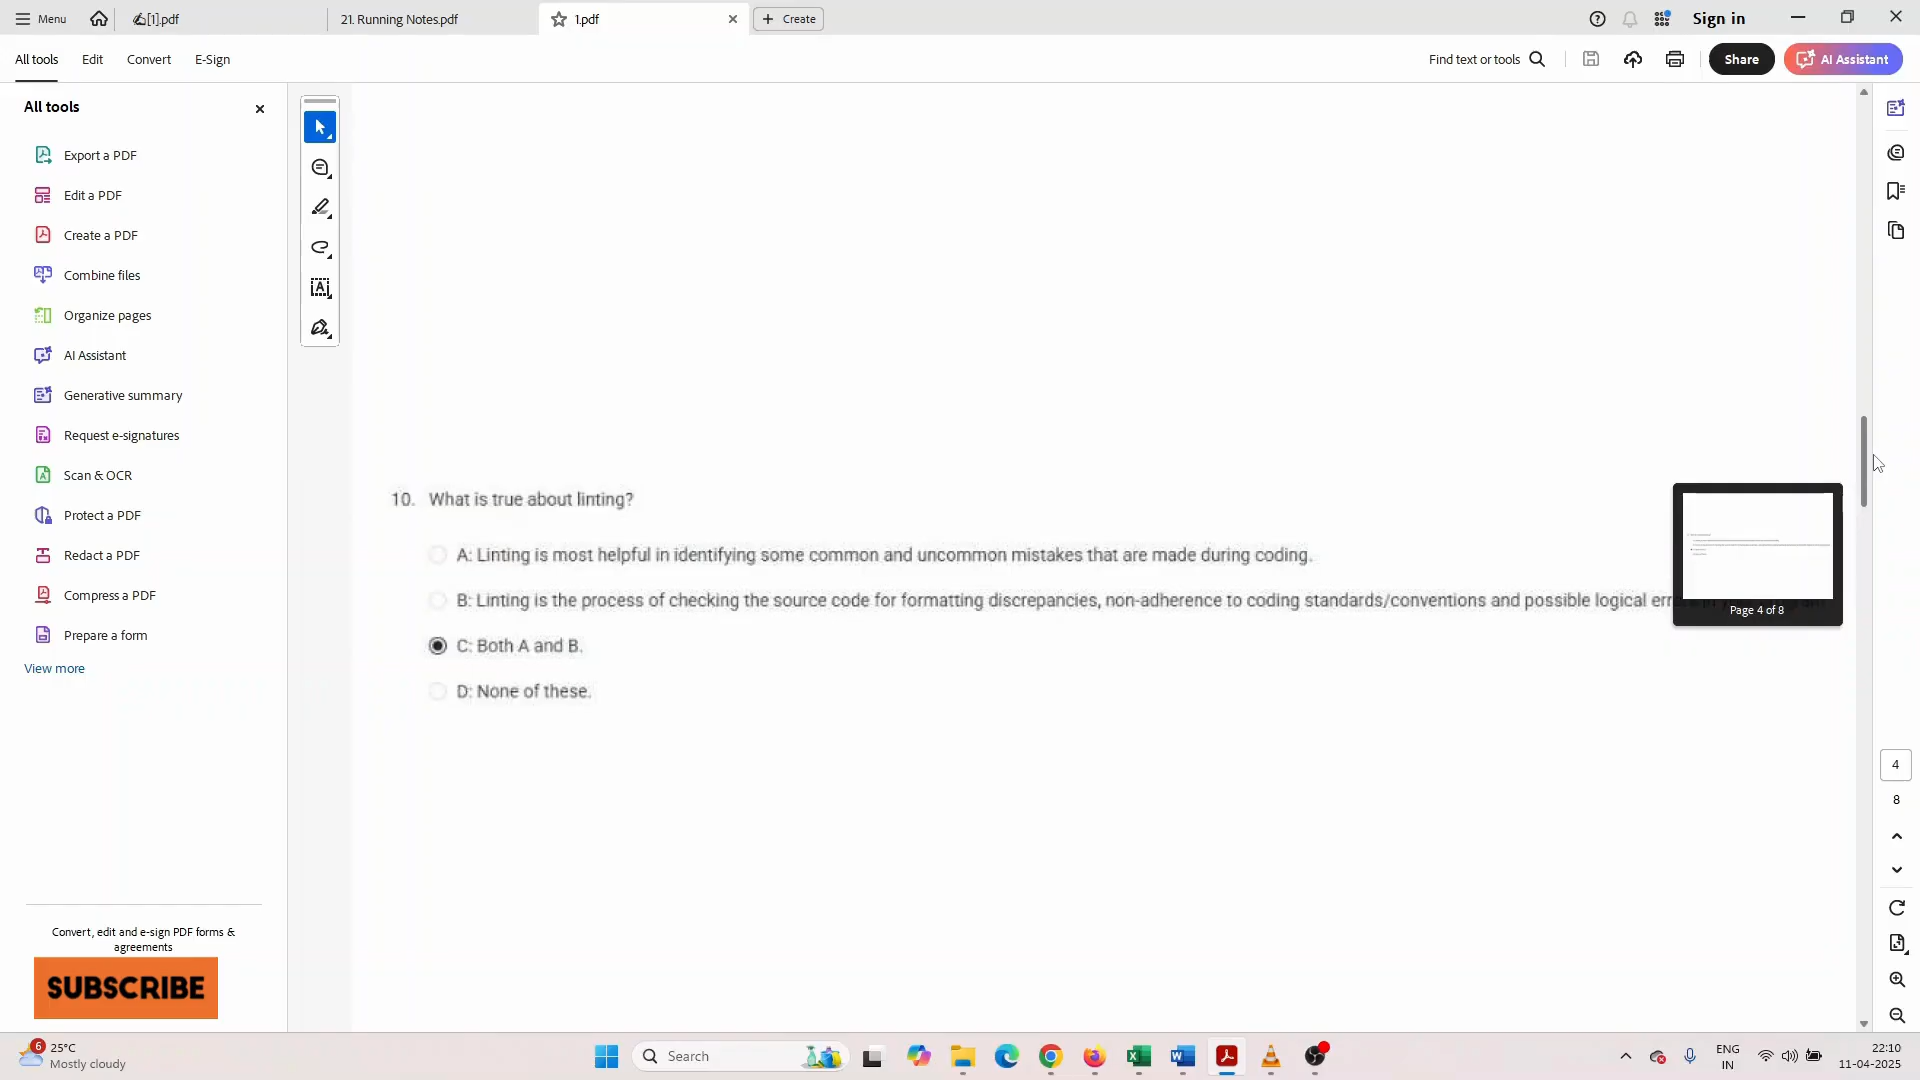 Menu
[1].pdf
21. Running Notes.pdf
1.pdf
Create
Sign in
All tools
Edit
Convert
E-Sign
Find text or tools
Share
AI Assistant
All tools
Export a PDF
Edit a PDF
Create a PDF
Combine files
Organize pages
AI Assistant
Generative summary
Request e-signatures
Scan & OCR
Protect a PDF
Redact a PDF
Compress a PDF
Prepare a form
View more
Convert, edit and e-sign PDF forms &
agreements
SUBSCRIBE
10. What is true about linting?
A: Linting is most helpful in identifying some common and uncommon mistakes that are made during coding.
B: Linting is the process of checking the source code for formatting discrepancies, non-adherence to coding standards/conventions and possible logical
C: Both A and B.
D: None of these.
Page 4 of 8
4
8
6
25°C
Mostly cloudy
Search
ENG
IN
22:10
11-04-2025